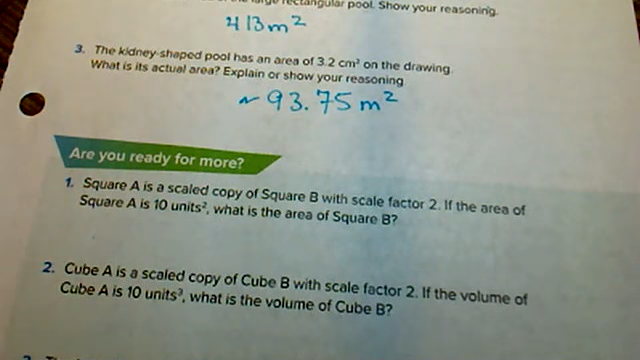 large rectangular pool. Show your reasoning.
413 m²
3. The kidney-shaped pool has an area of 3.2 cm² on the drawing.
What is its actual area? Explain or show your reasoning
~ 93.75 m²
Are you ready for more?
1. Square A is a scaled copy of Square B with scale factor 2. If the area of
Square A is 10 units², what is the area of Square B?
2. Cube A is a scaled copy of Cube B with scale factor 2. If the volume of
Cube A is 10 units³, what is the volume of Cube B?